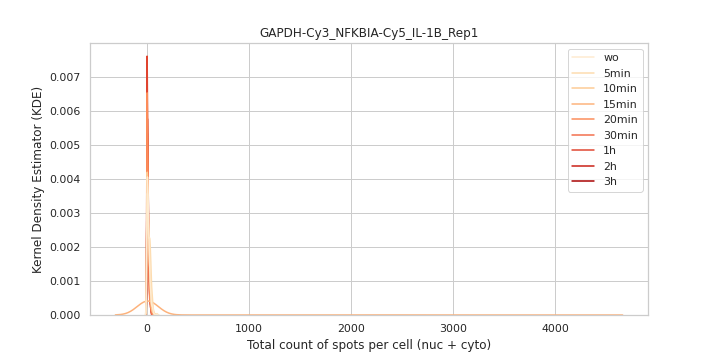 GAPDH-Cy3_NFKBIA-Cy5_IL-1B_Rep1
Kernel Density Estimator (KDE)
0.007
0.006
0.005
0.004
0.003
0.002
0.001
0.000
wo
5min
10min
15min
20min
30min
1h
2h
3h
0 1000 2000 3000 4000
Total count of spots per cell (nuc + cyto)